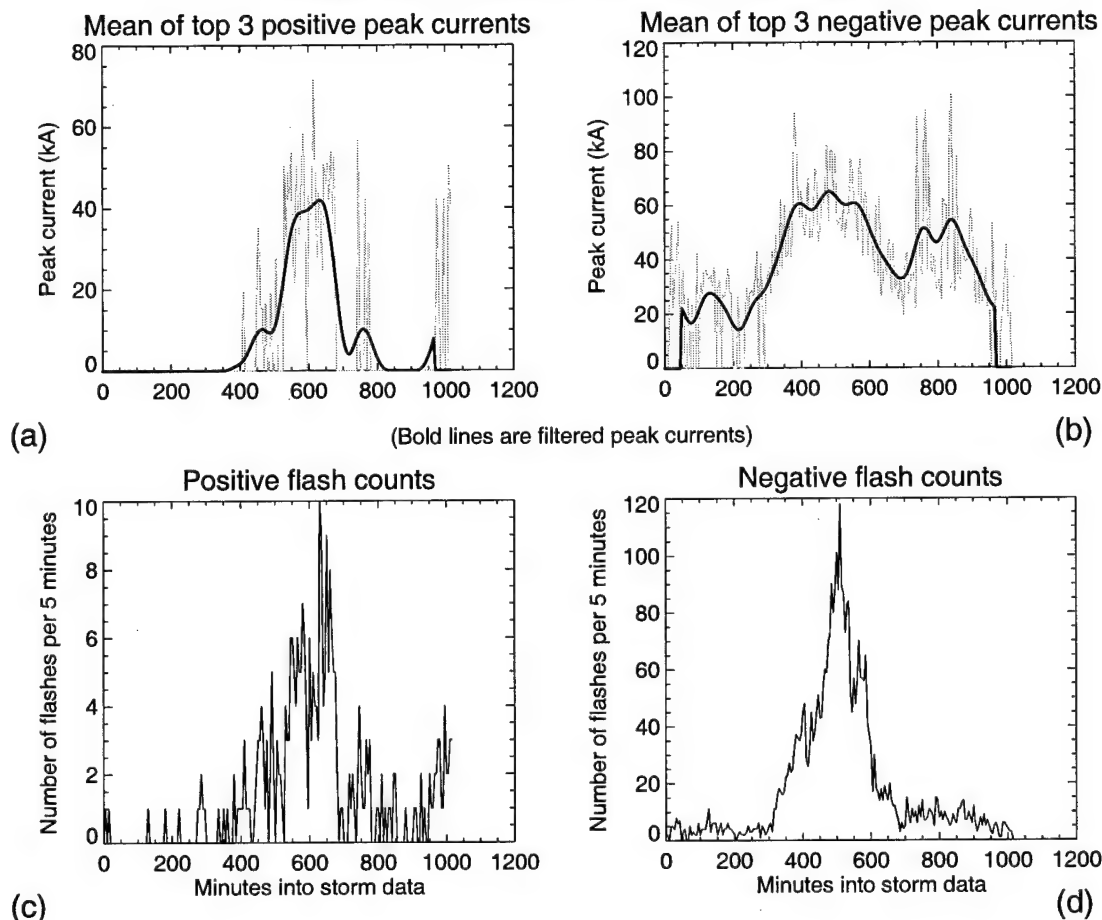 Mean of top 3 positive peak currents
Mean of top 3 negative peak currents
Peak current (kA)
80
60
40
20
0
0 200 400 600 800 1000 1200
Peak current (kA)
120
100
80
60
40
20
0
0 200 400 600 800 1000 1200
(a)
(Bold lines are filtered peak currents)
(b)
Positive flash counts
Negative flash counts
Number of flashes per 5 minutes
10
8
6
4
2
0
0 200 400 600 800 1000 1200
Minutes into storm data
Number of flashes per 5 minutes
120
100
80
60
40
20
0
0 200 400 600 800 1000 1200
Minutes into storm data
(c)
(d)